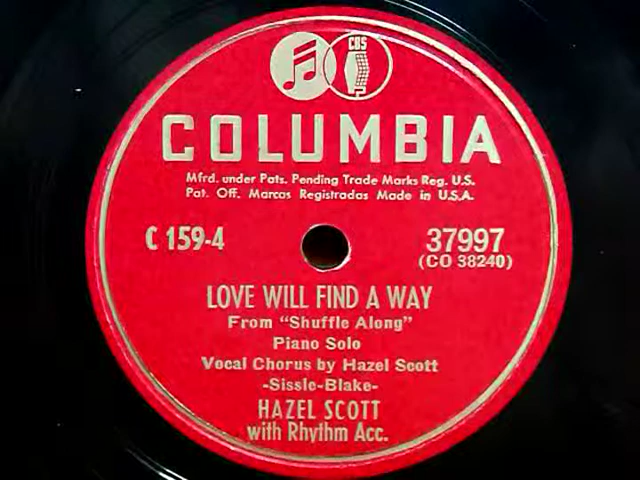 CBS
COLUMBIA
Mfrd. under Pats. Pending Trade Marks Reg. U.S.
Pat. Off. Marcas Registradas Made in U.S.A.
C 159-4
37997
(CO 38240)
LOVE WILL FIND A WAY
From "Shuffle Along"
Piano Solo
Vocal Chorus by Hazel Scott
-Sissle-Blake-
HAZEL SCOTT
with Rhythm Acc.